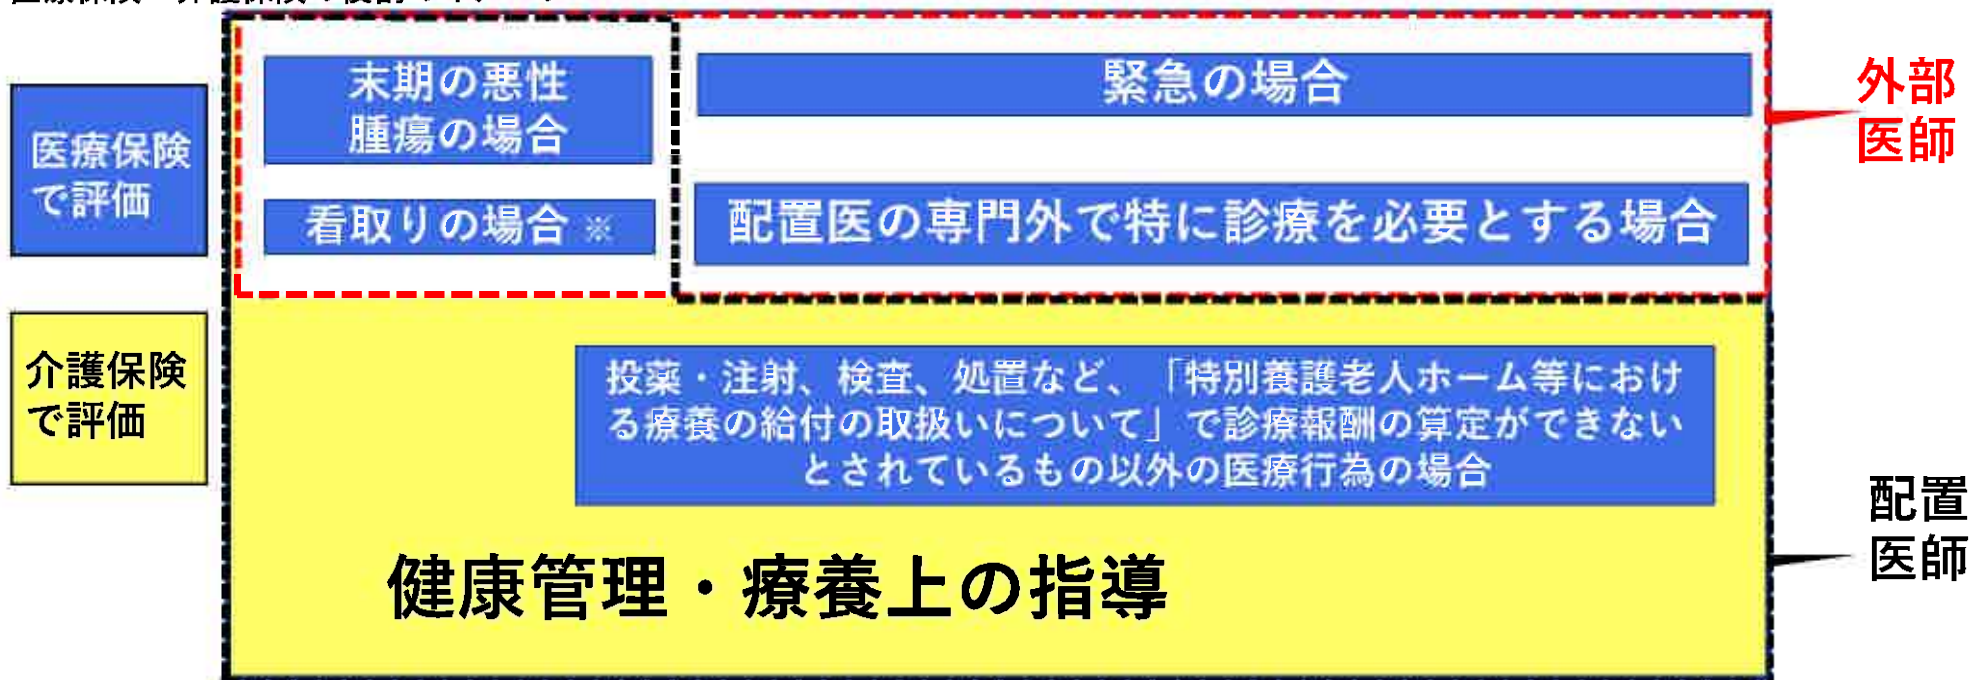 末期の悪性
腫瘍の場合
緊急の場合
外部
医師
医療保険
で評価
看取りの場合 ※
配置医の専門外で特に診療を必要とする場合
介護保険
で評価
投薬・注射、検査、処置など、「特別養護老人ホーム等におけ
る療養の給付の取扱いについて」で診療報酬の算定ができない
とされているもの以外の医療行為の場合
配置
医師
健康管理・療養上の指導